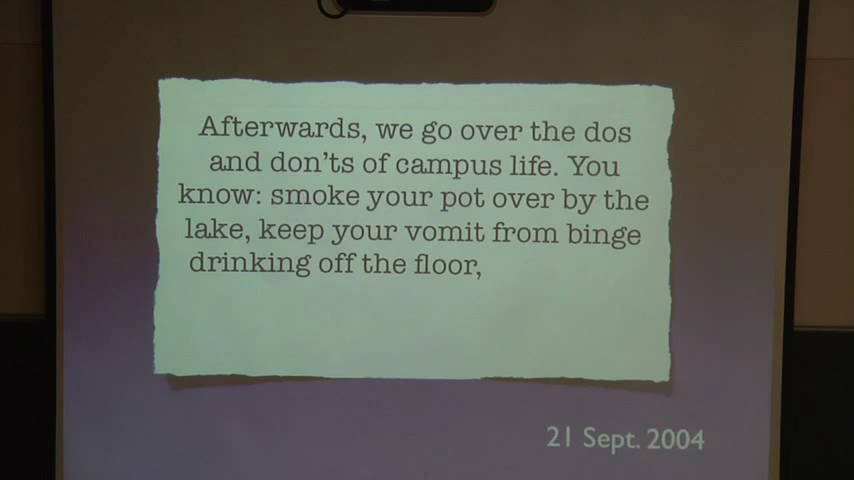 Afterwards, we go over the dos
and don'ts of campus life. You
know: smoke your pot over by the
lake, keep your vomit from binge
drinking off the floor,
21 Sept. 2004